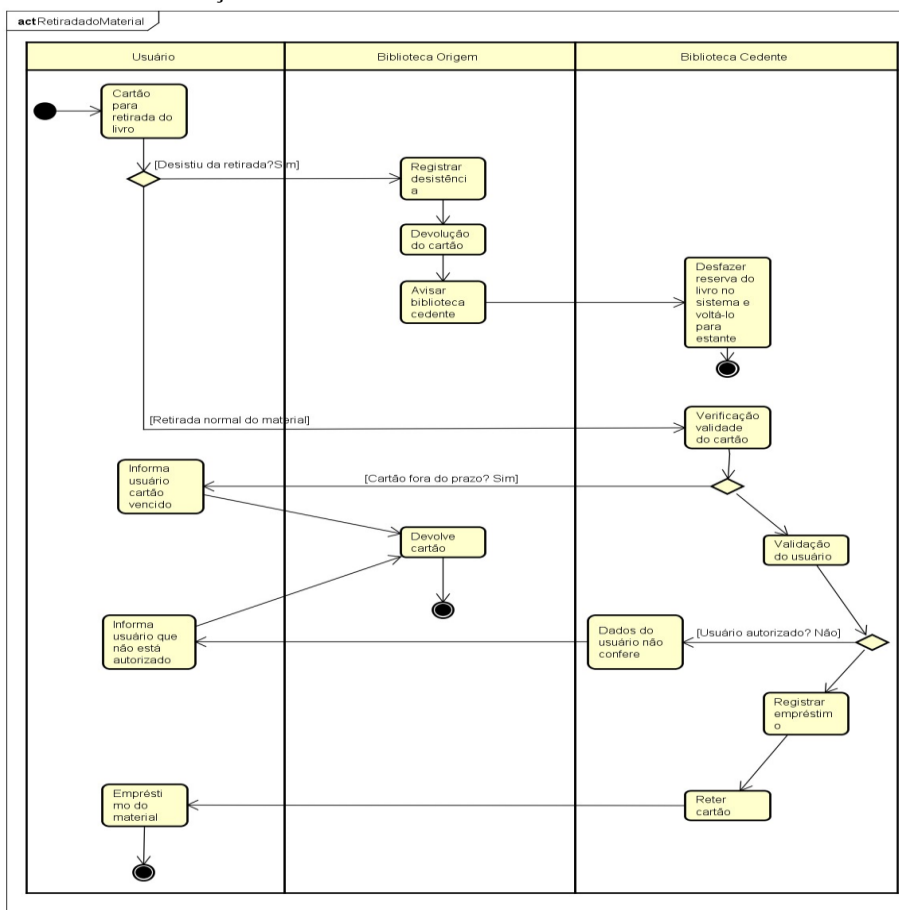 act RetiradadoMaterial
Usuário
Biblioteca Origem
Biblioteca Cedente
Cartão
para
retirada do
livro
[Desistiu da retirada?Sim]
Registrar
desistênci
a
Devolução
do cartão
Avisar
biblioteca
cedente
Desfazer
reserva do
livro no
sistema e
voltá-lo
para
estante
[Retirada normal do material]
Verificação
validade
do cartão
[Cartão fora do prazo? Sim]
Informa
usuário
cartão
vencido
Devolve
cartão
Validação
do usuário
Informa
usuário que
não está
autorizado
Dados do
usuário não
confere
[Usuário autorizado? Não]
Registrar
empréstim
o
Reter
cartão
Emprésti
mo do
material